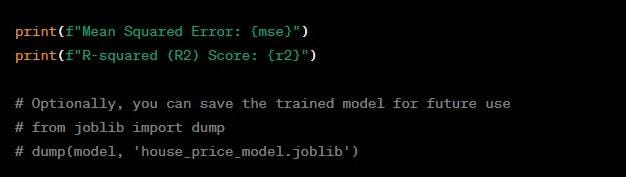 print(f"Mean Squared Error: {mse}")
print(f"R-squared (R2) Score: {r2}")
# Optionally, you can save the trained model for future use
# from joblib import dump
# dump(model, 'house_price_model.joblib')